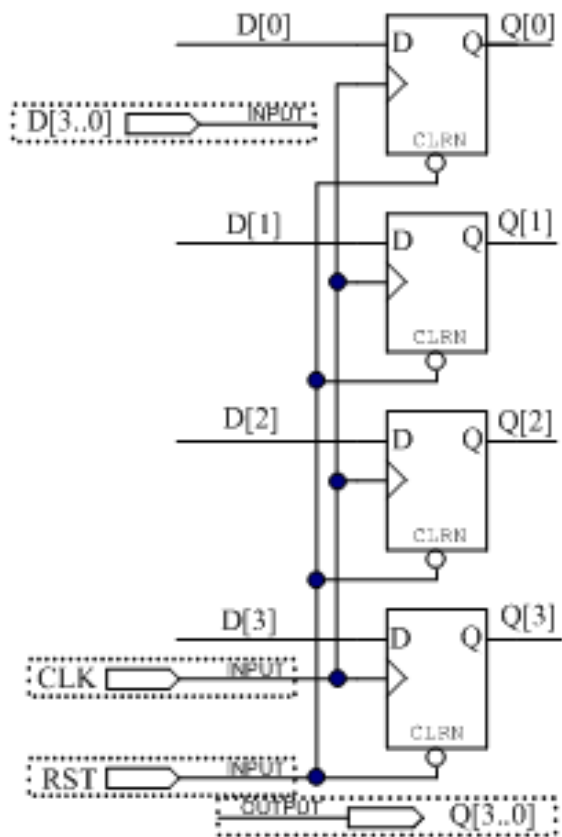 D[0] Q[0]
D Q
D[3..0] INPUT
CLRN
D[1] Q[1]
D Q
CLRN
D[2] Q[2]
D Q
CLRN
D[3] Q[3]
D Q
CLK INPUT
CLRN
RST INPUT
OUTPUT Q[3..0]